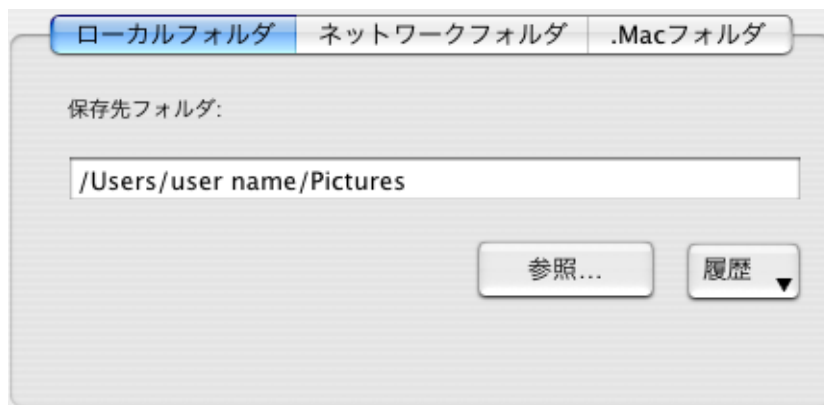 ローカルフォルダ ネットワークフォルダ .Macフォルダ
保存先フォルダ:
/Users/user name/Pictures
参照... 履歴